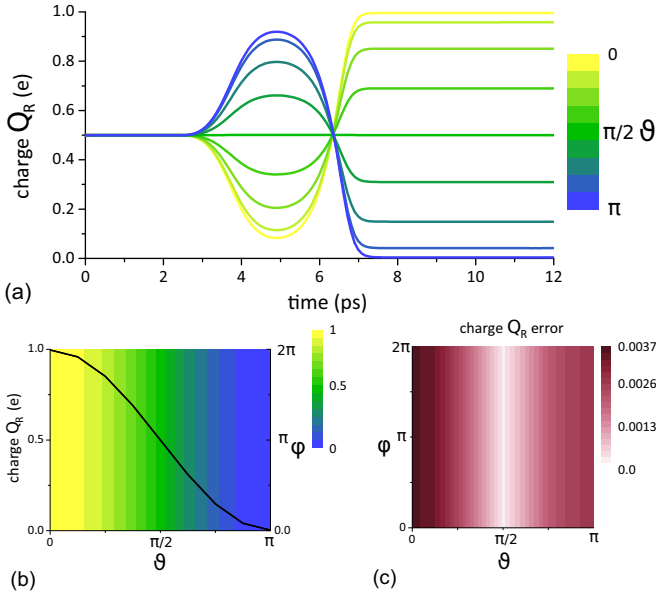 1.0
0.8
0.6
0.4
0.2
0.0
charge Q_R (e)
0 2 4 6 8 10 12
time (ps)
0
π/2 ϑ
π
(a)
1.0
0.5
0.0
charge Q_R (e)
0 π/2 π
ϑ
2π
π
0.0
φ
1
0.5
0
(b)
charge Q_R error
2π
π
0
φ
0 π/2 π
ϑ
0.0037
0.0026
0.0013
0.0
(c)